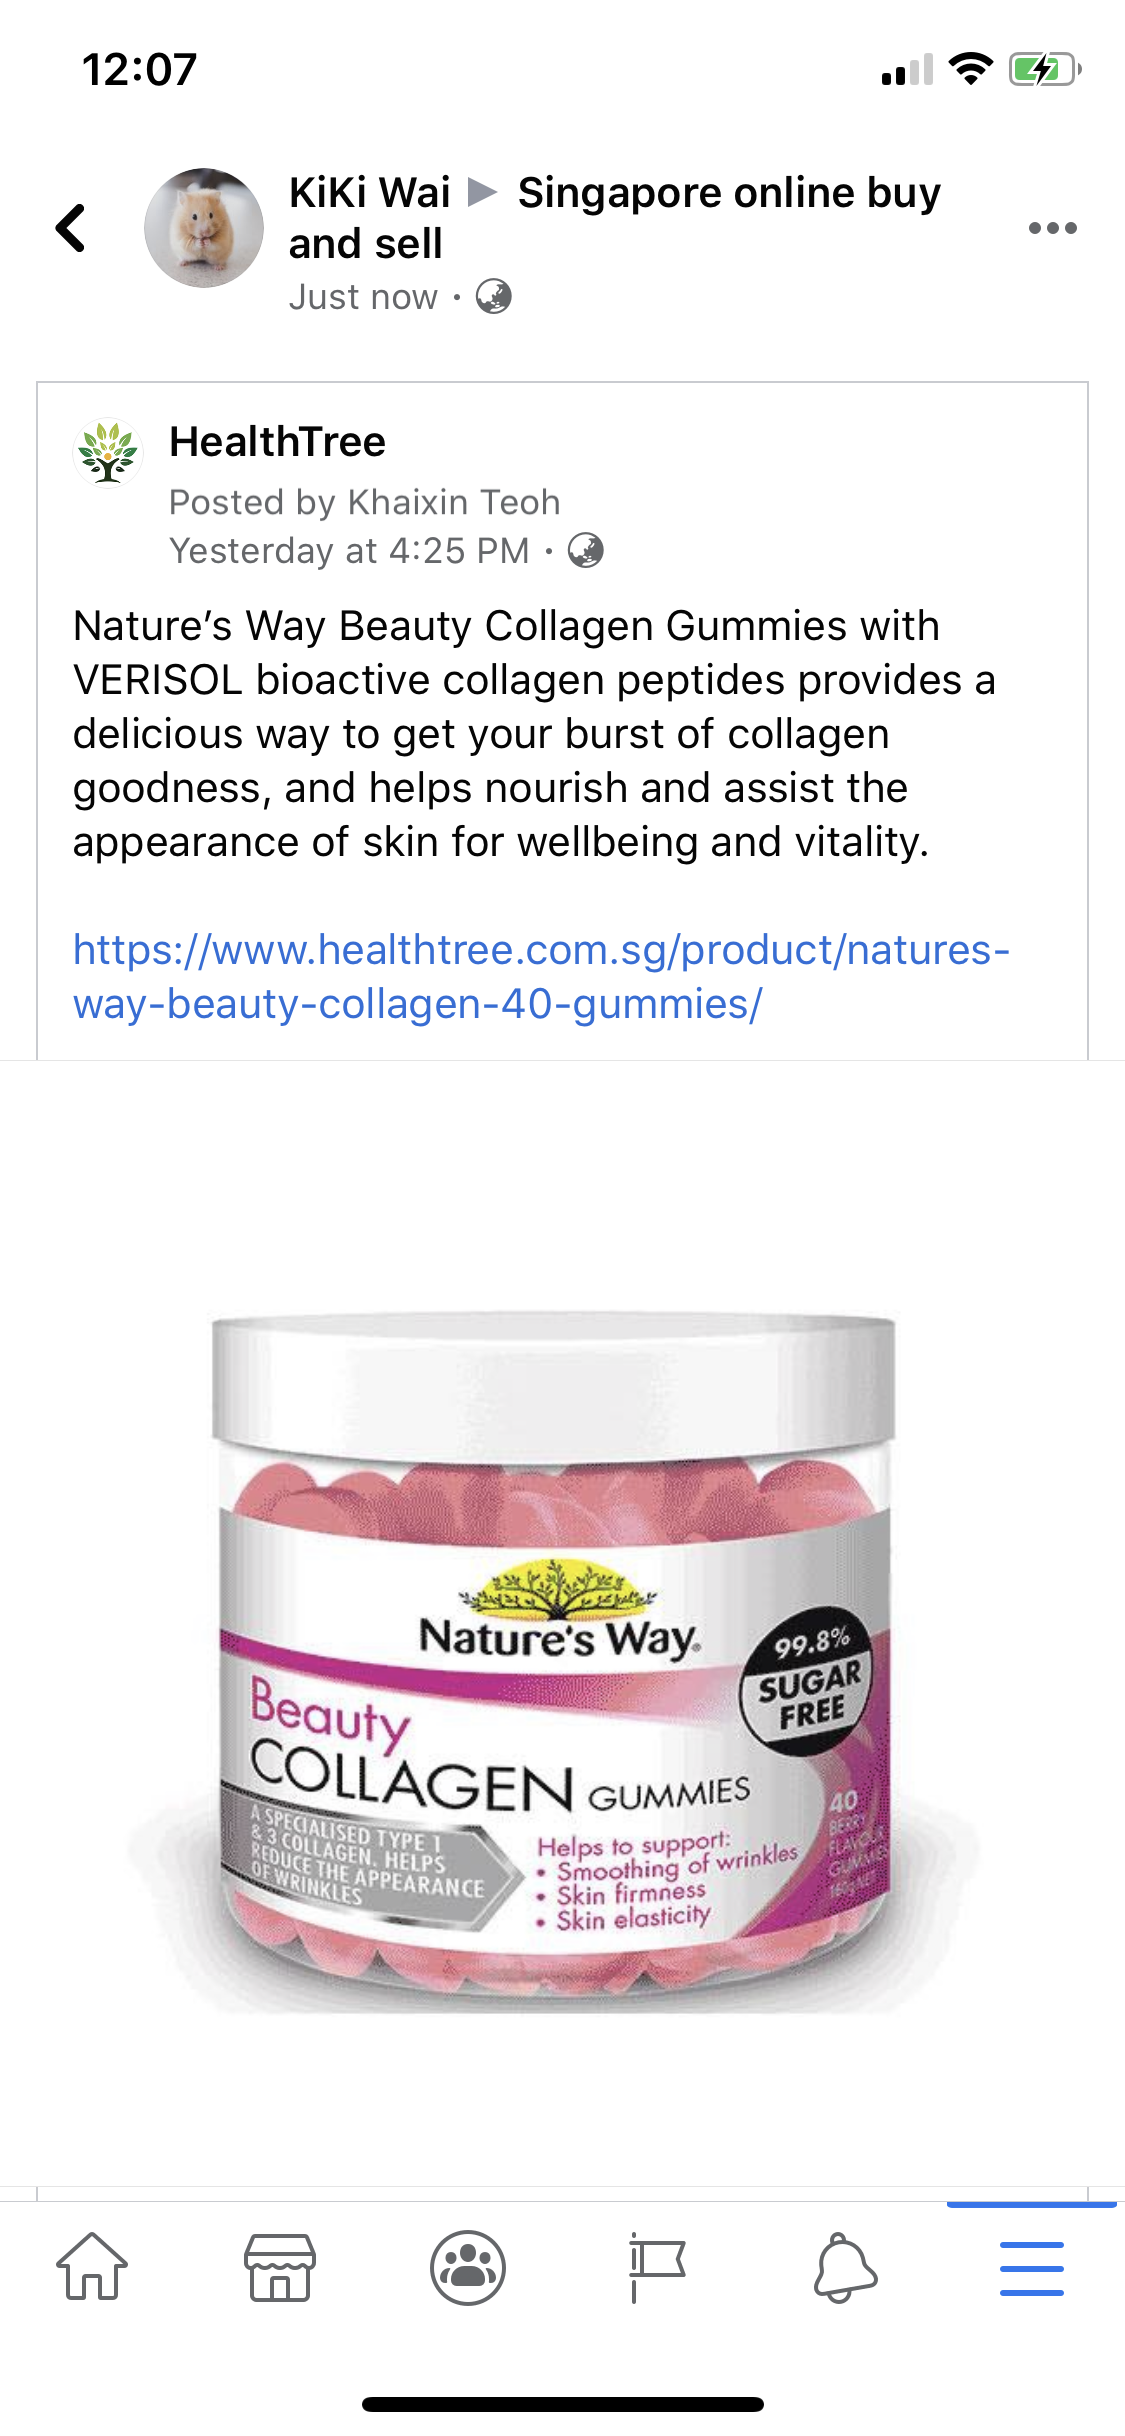 12:07
KiKi Wai ▶ Singapore online buy
and sell
Just now ·
HealthTree
Posted by Khaixin Teoh
Yesterday at 4:25 PM ·
Nature's Way Beauty Collagen Gummies with
VERISOL bioactive collagen peptides provides a
delicious way to get your burst of collagen
goodness, and helps nourish and assist the
appearance of skin for wellbeing and vitality.
https://www.healthtree.com.sg/product/natures-
way-beauty-collagen-40-gummies/
Nature's Way
99.8%
SUGAR
FREE
Beauty
COLLAGEN GUMMIES
A SPECIALISED TYPE 1
& 3 COLLAGEN, HELPS
REDUCE THE APPEARANCE
OF WRINKLES
Helps to support:
• Smoothing of wrinkles
• Skin firmness
• Skin elasticity
40
BERRY